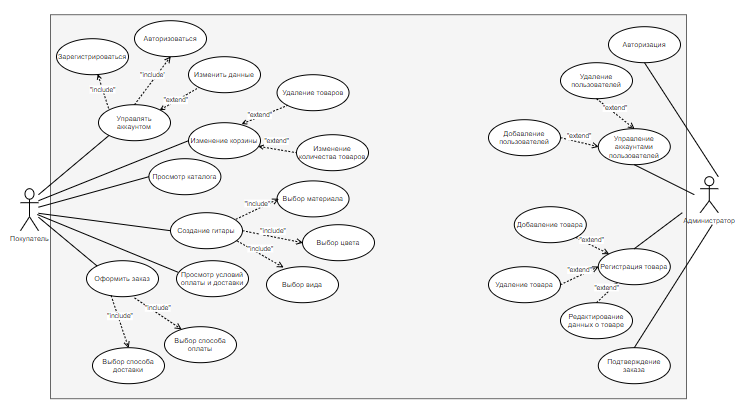 Авторизоваться
Авторизация
Зарегистрироваться
"include"
"include"
Изменить данные
Удаление
пользователей
"extend"
Удаление товаров
"extend"
Управлять
аккаунтом
"extend"
Добавление
пользователей
"extend"
Управление
аккаунтами
пользователей
Изменение корзины
"extend"
Изменение
количества товаров
Просмотр каталога
Выбор материала
"include"
Покупатель
Администратор
Создание гитары
"include"
Выбор цвета
"include"
Добавление товара
"extend"
Оформить заказ
Просмотр условий
оплаты и доставки
Выбор вида
Удаление товара
"extend"
Регистрация товара
"extend"
"include"
"include"
Редактирование
данных о товаре
Выбор способа
оплаты
Выбор способа
доставки
Подтверждение
заказа